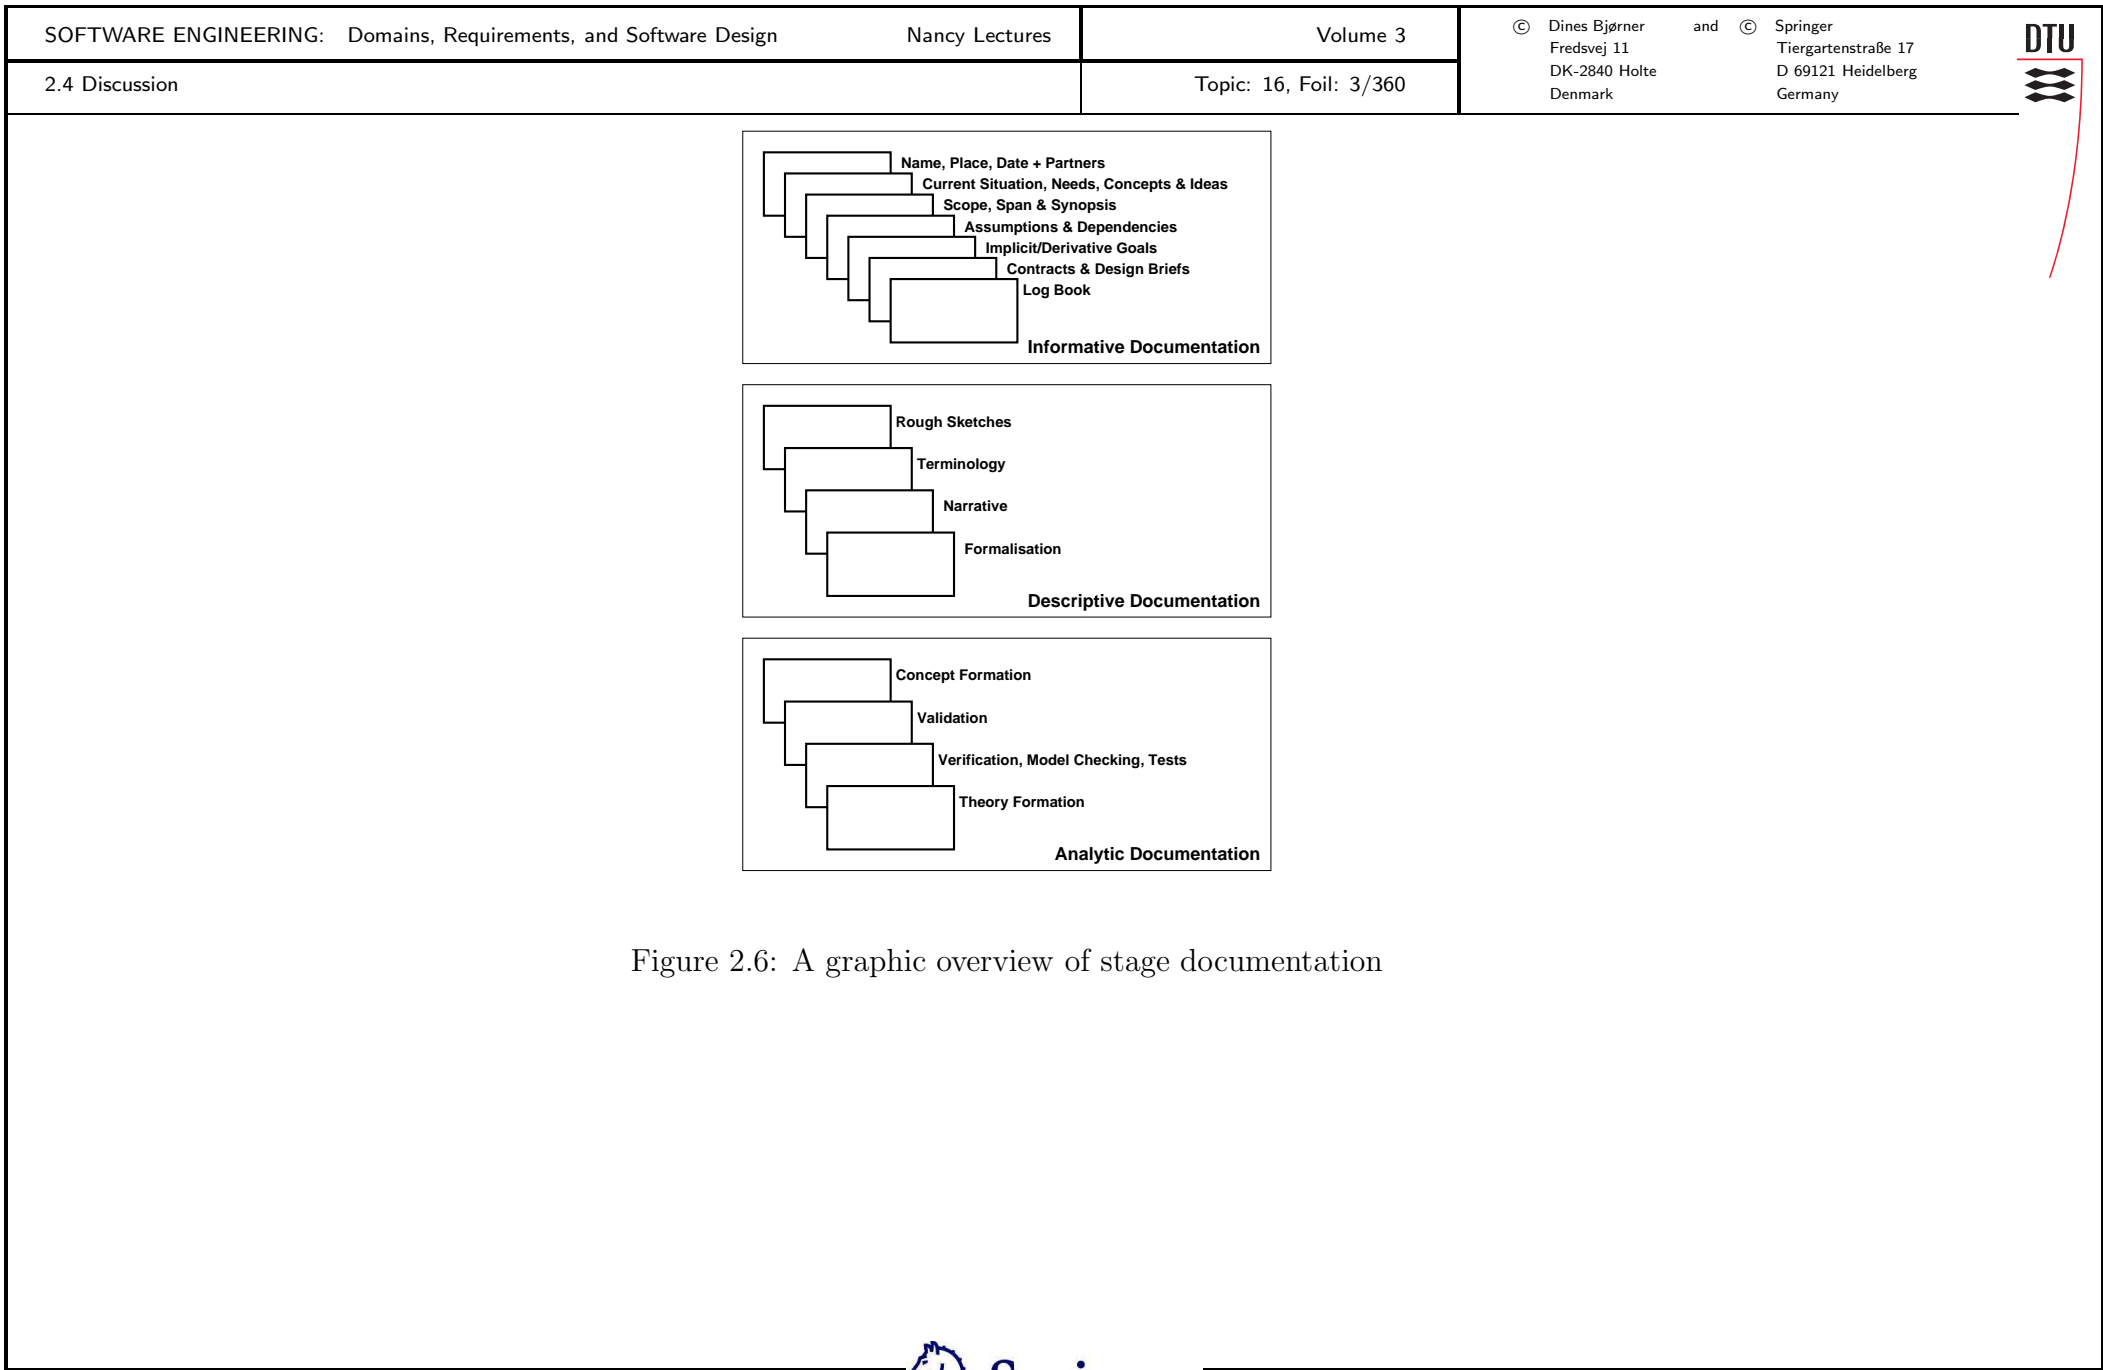 SOFTWARE ENGINEERING: Domains, Requirements, and Software Design Nancy Lectures
Volume 3
2.4 Discussion
Topic: 16, Foil: 3/360
© Dines Bjørner and © Springer
Fredsvej 11 Tiergartenstraße 17
DK-2840 Holte D 69121 Heidelberg
Denmark Germany
DTU
Name, Place, Date + Partners
Current Situation, Needs, Concepts & Ideas
Scope, Span & Synopsis
Assumptions & Dependencies
Implicit/Derivative Goals
Contracts & Design Briefs
Log Book
Informative Documentation
Rough Sketches
Terminology
Narrative
Formalisation
Descriptive Documentation
Concept Formation
Validation
Verification, Model Checking, Tests
Theory Formation
Analytic Documentation
Figure 2.6: A graphic overview of stage documentation